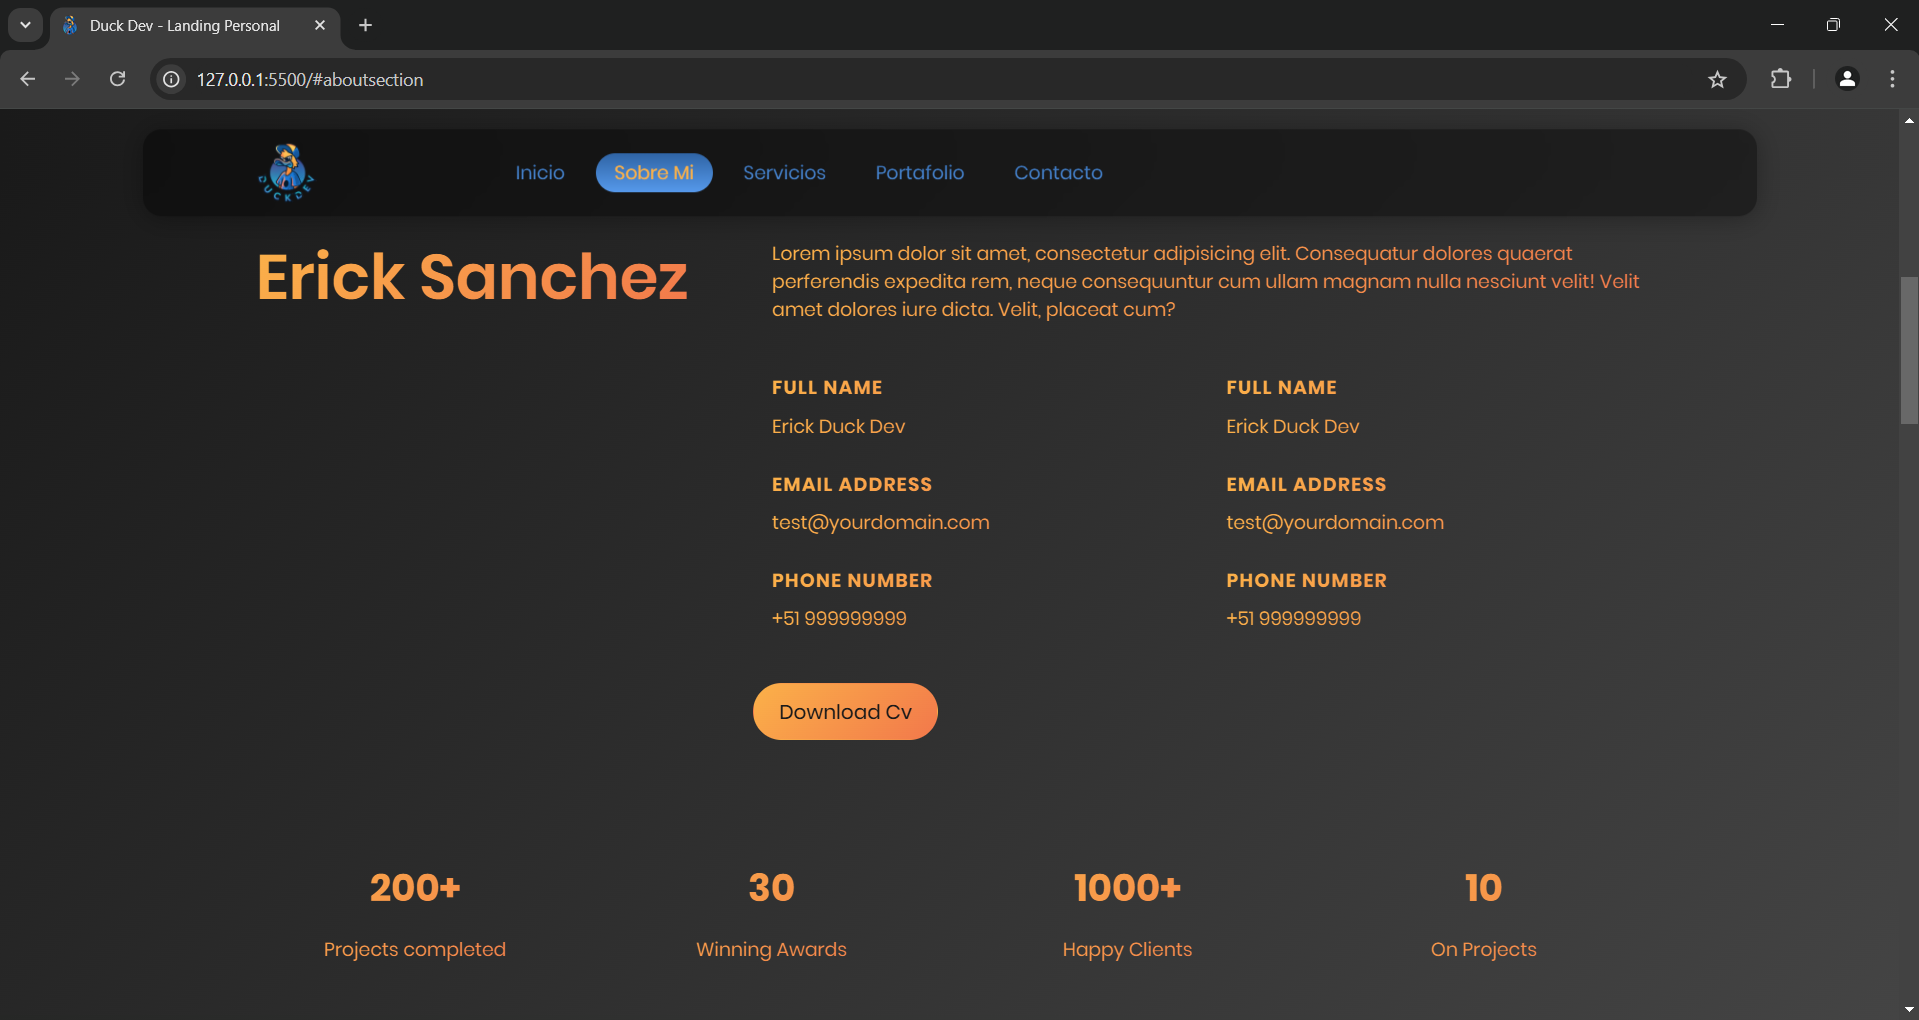 Duck Dev - Landing Personal
127.0.0.1:5500/#aboutsection
DUCKDEV
Inicio
Sobre Mi
Servicios
Portafolio
Contacto
Erick Sanchez
Lorem ipsum dolor sit amet, consectetur adipisicing elit. Consequatur dolores quaerat
perferendis expedita rem, neque consequuntur cum ullam magnam nulla nesciunt velit! Velit
amet dolores iure dicta. Velit, placeat cum?
FULL NAME
Erick Duck Dev
EMAIL ADDRESS
test@yourdomain.com
PHONE NUMBER
+51 999999999
FULL NAME
Erick Duck Dev
EMAIL ADDRESS
test@yourdomain.com
PHONE NUMBER
+51 999999999
Download Cv
200+
Projects completed
30
Winning Awards
1000+
Happy Clients
10
On Projects